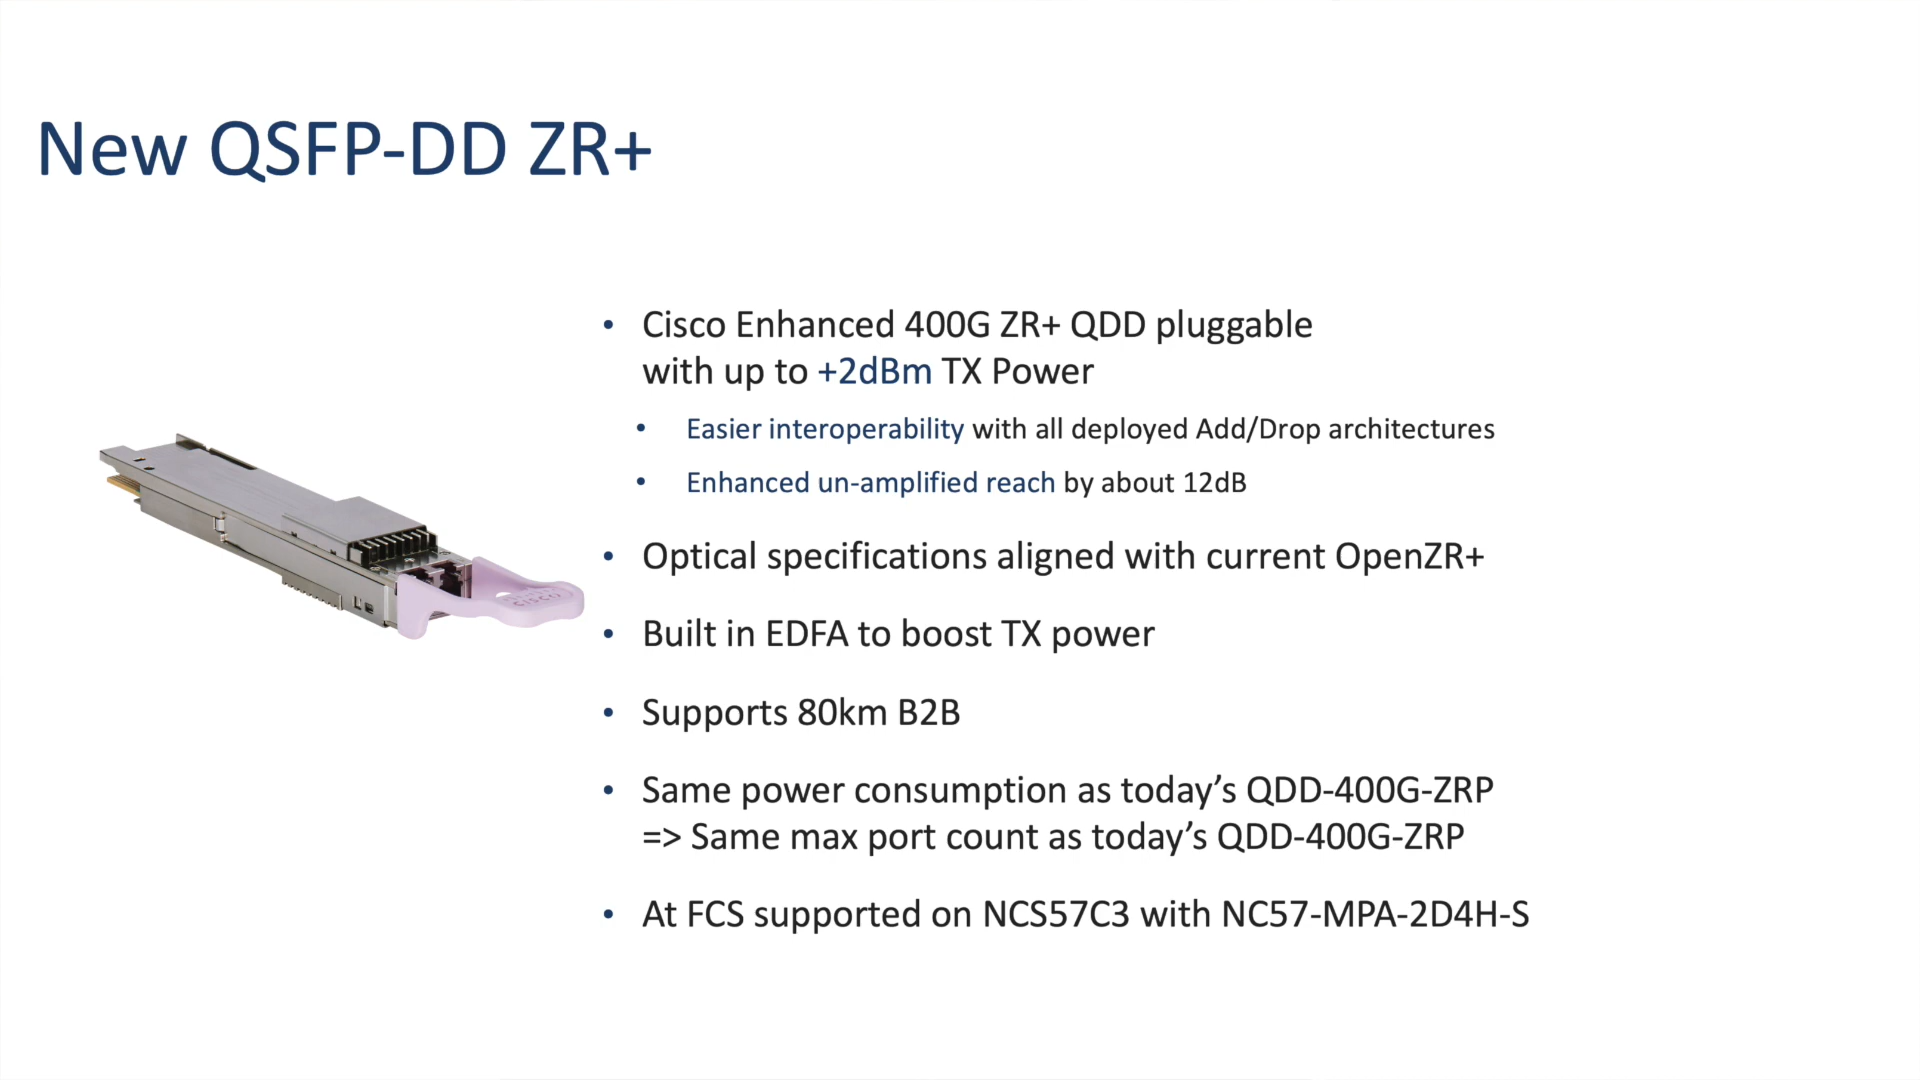 New QSFP-DD ZR+
• Cisco Enhanced 400G ZR+ QDD pluggable
with up to +2dBm TX Power
• Easier interoperability with all deployed Add/Drop architectures
• Enhanced un-amplified reach by about 12dB
• Optical specifications aligned with current OpenZR+
• Built in EDFA to boost TX power
• Supports 80km B2B
• Same power consumption as today’s QDD-400G-ZRP
=> Same max port count as today’s QDD-400G-ZRP
• At FCS supported on NCS57C3 with NC57-MPA-2D4H-S
CISCO